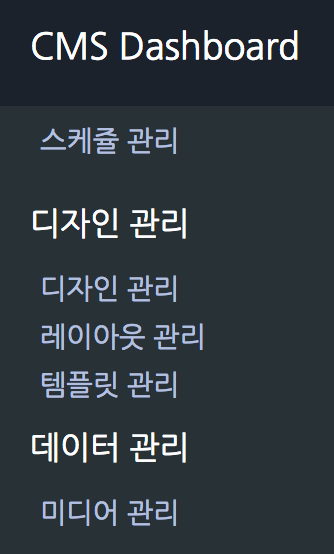 CMS Dashboard
스케쥴 관리
디자인 관리
디자인 관리
레이아웃 관리
템플릿 관리
데이터 관리
미디어 관리